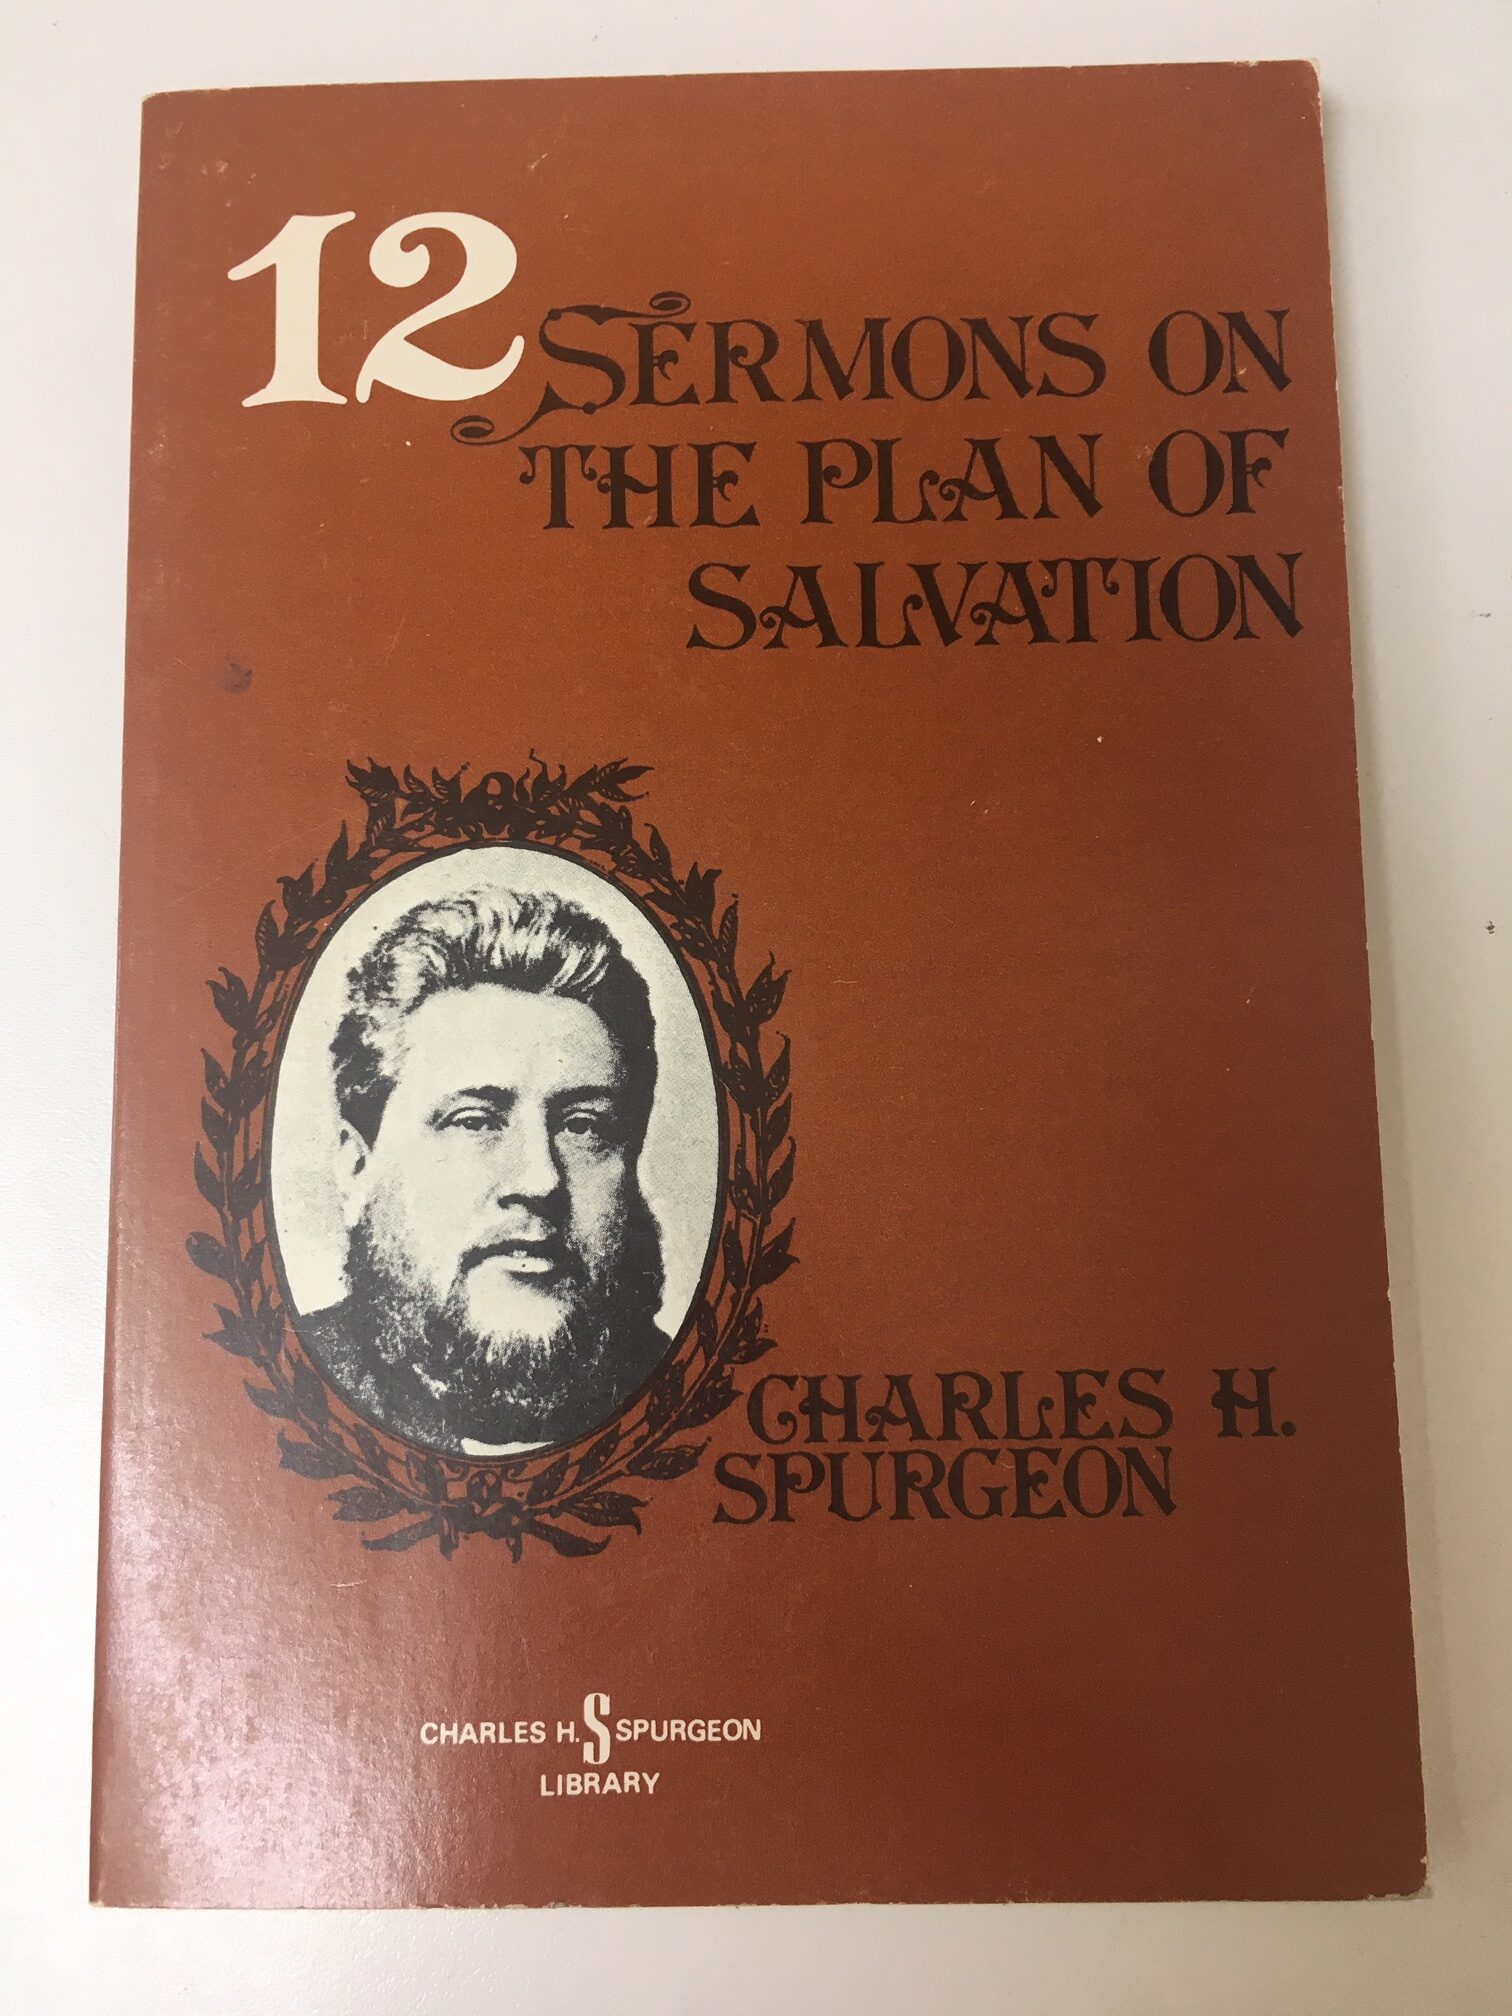 12 SERMONS ON
THE PLAN OF
SALVATION
CHARLES H.
SPURGEON
CHARLES H. S SPURGEON
LIBRARY